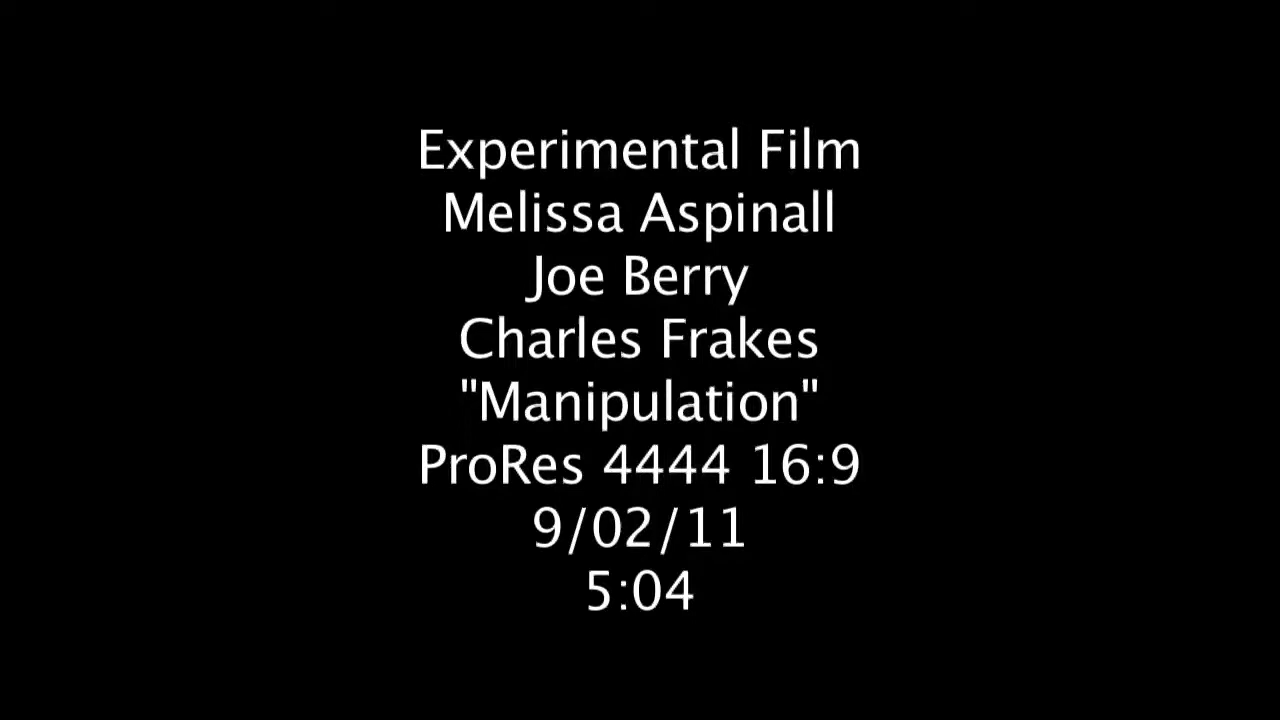 Experimental Film
Melissa Aspinall
Joe Berry
Charles Frakes
"Manipulation"
ProRes 4444 16:9
9/02/11
5:04